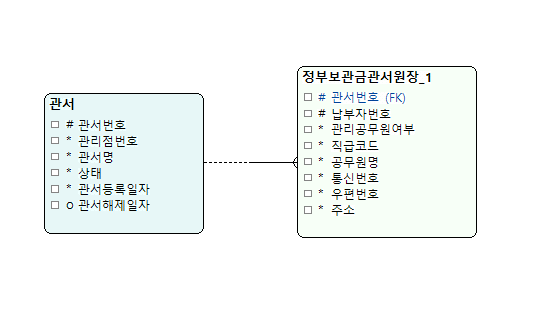 관서
# 관서번호
* 관리점번호
* 관서명
* 상태
* 관서등록일자
o 관서해제일자
정부보관금관서원장_1
# 관서번호 (FK)
# 납부자번호
* 관리공무원여부
* 직급코드
* 공무원명
* 통신번호
* 우편번호
* 주소